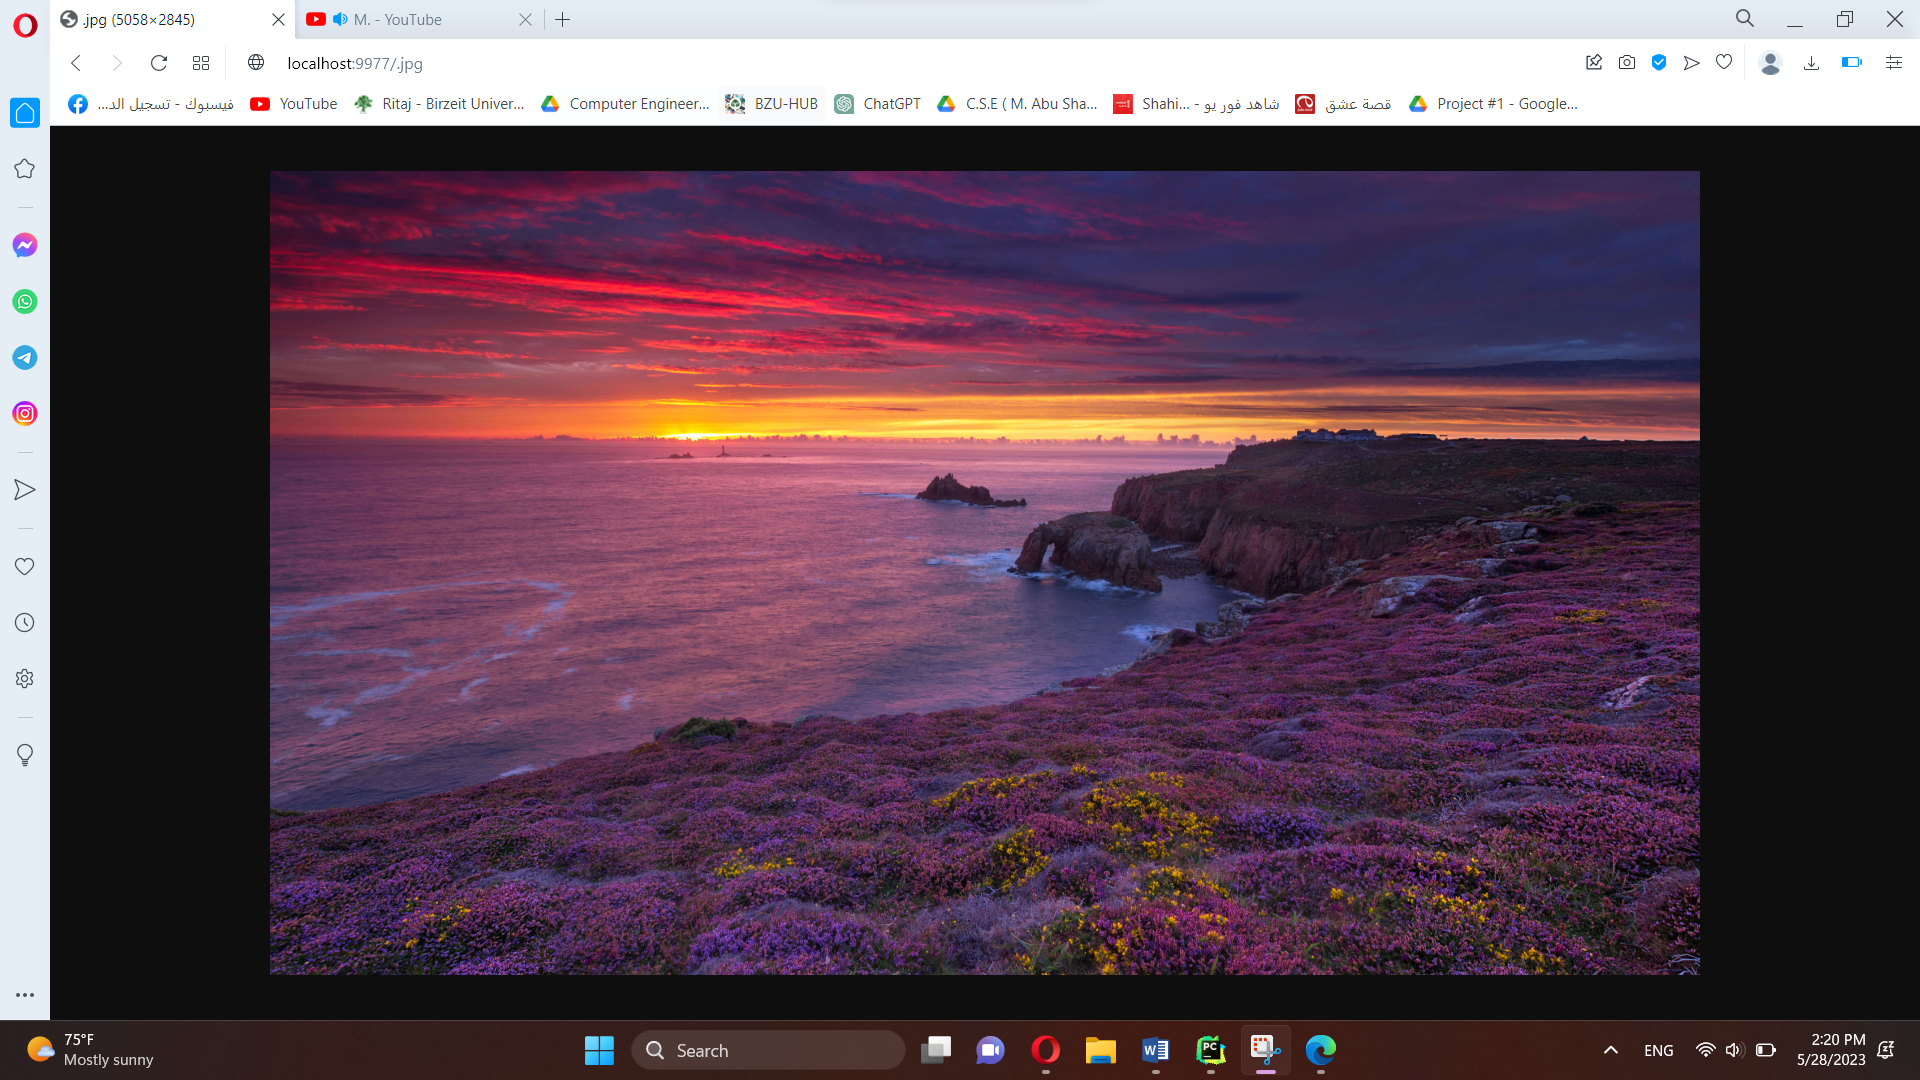 .jpg (5058×2845)
M. - YouTube
localhost:9977/.jpg
فيسبوك - تسجيل الد...
YouTube
Ritaj - Birzeit Univer...
Computer Engineer...
BZU-HUB
ChatGPT
C.S.E ( M. Abu Sha...
Shahi... - شاهد فور يو
قصة عشق
Project #1 - Google...
75°F
Mostly sunny
Search
ENG
2:20 PM
5/28/2023